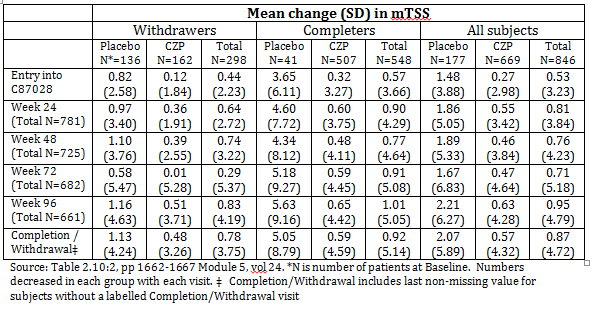 Mean change (SD) in mTSS
Withdrawers Completers All subjects
Placebo CZP Total Placebo CZP Total Placebo CZP Total
N*=136 N=162 N=298 N=41 N=507 N=548 N=177 N=669 N=846
Entry into 0.82 0.12 0.44 3.65 0.32 0.57 1.48 0.27 0.53
C87028 (2.58) (1.84) (2.23) (6.11) 3.27) (3.66) (3.88) (2.98) (3.23)
Week 24 0.97 0.36 0.64 4.60 0.60 0.90 1.86 0.55 0.81
(Total N=781) (3.40) (1.91) (2.72) (7.72) (3.75) (4.29) (5.05) (3.42) (3.84)
Week 48 1.10 0.39 0.74 4.34 0.48 0.77 1.89 0.46 0.76
(Total N=725) (3.76) (2.55) (3.22) (8.12) (4.11) (4.64) (5.33) (3.84) (4.23)
Week 72 0.58 0.01 0.29 5.18 0.59 0.91 1.67 0.47 0.71
(Total N=682) (5.47) (5.28) (5.37) (9.27) (4.45) (5.08) (6.83) (4.64) (5.18)
Week 96 1.16 0.51 0.83 5.63 0.65 1.01 2.21 0.63 0.95
(Total N=661) (4.63) (3.71) (4.19) (9.16) (4.42) (5.05) (6.27) (4.28) (4.79)
Completion / 1.13 0.48 0.78 5.05 0.59 0.92 2.07 0.57 0.87
Withdrawal‡ (4.24) (3.26) (3.75) (8.79) (4.59) (5.14) (5.89) (4.32) (4.72)
Source: Table 2.10:2, pp 1662-1667 Module 5, vol 24. *N is number of patients at Baseline. Numbers
decreased in each group with each visit. ‡ Completion/Withdrawal includes last non-missing value for
subjects without a labelled Completion/Withdrawal visit